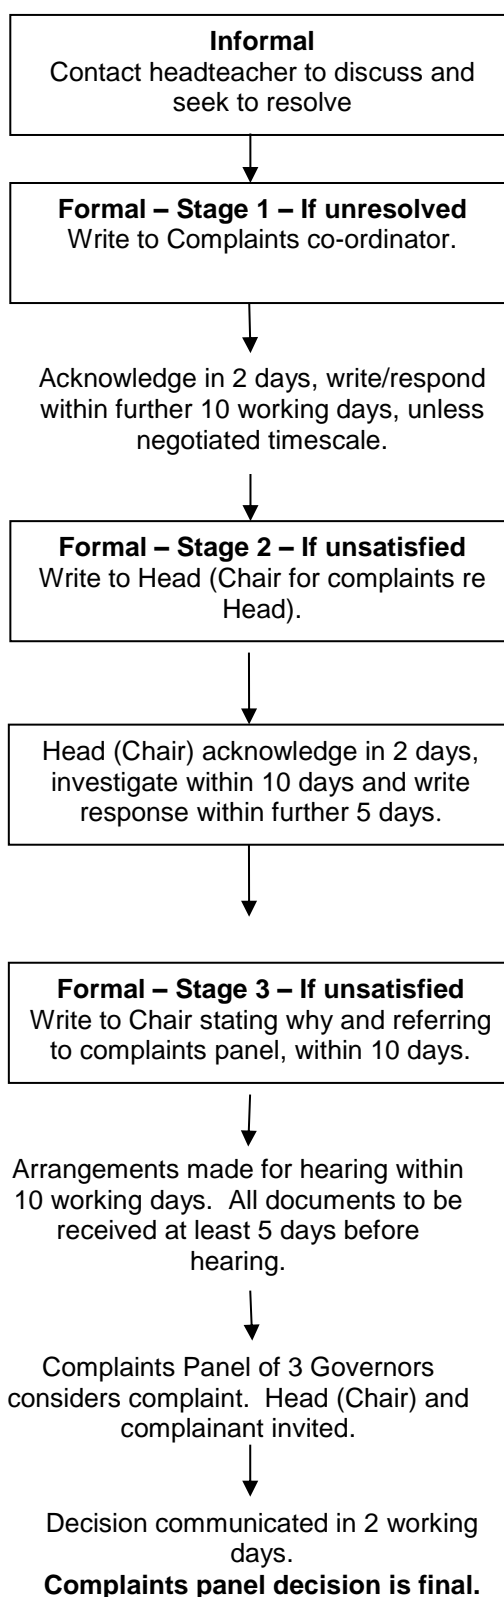 Informal
Contact headteacher to discuss and
seek to resolve
Formal – Stage 1 – If unresolved
Write to Complaints co-ordinator.
Acknowledge in 2 days, write/respond
within further 10 working days, unless
negotiated timescale.
Formal – Stage 2 – If unsatisfied
Write to Head (Chair for complaints re
Head).
Head (Chair) acknowledge in 2 days,
investigate within 10 days and write
response within further 5 days.
Formal – Stage 3 – If unsatisfied
Write to Chair stating why and referring
to complaints panel, within 10 days.
Arrangements made for hearing within
10 working days.  All documents to be
received at least 5 days before
hearing.
Complaints Panel of 3 Governors
considers complaint.  Head (Chair) and
complainant invited.
Decision communicated in 2 working
days.
Complaints panel decision is final.